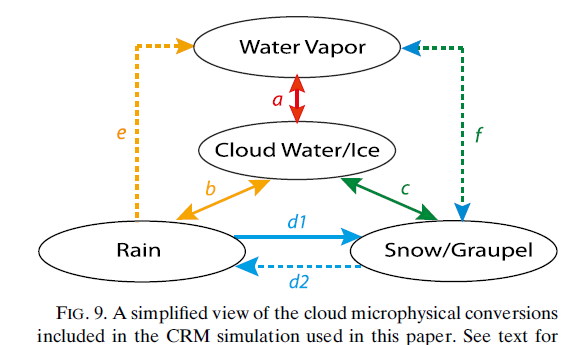 Water Vapor
a
e
Cloud Water/Ice
f
b
c
d1
Rain
Snow/Graupel
d2
FIG. 9. A simplified view of the cloud microphysical conversions
included in the CRM simulation used in this paper. See text for